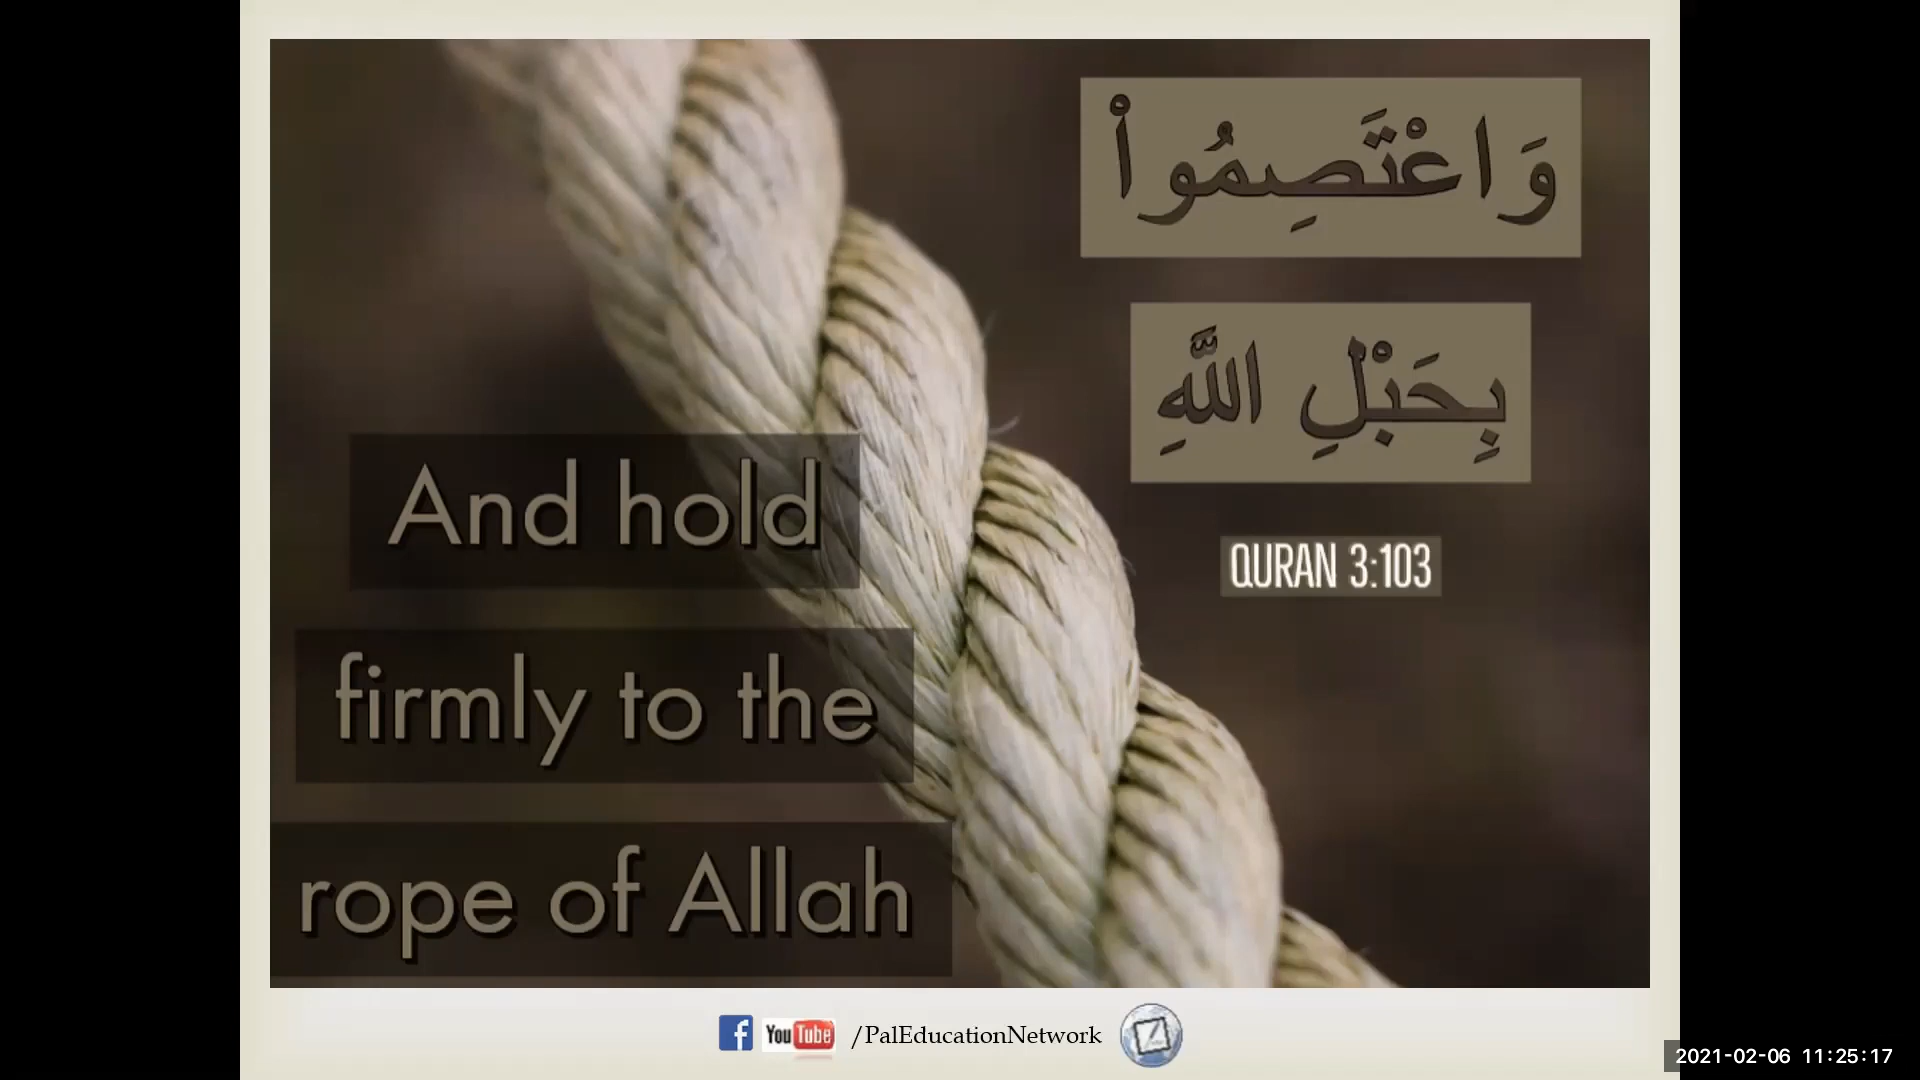 وَاعْتَصِمُواْ
بِحَبْلِ اللَّهِ
QURAN 3:103
And hold
firmly to the
rope of Allah
f You Tube /PalEducationNetwork
2021-02-06 11:25:17